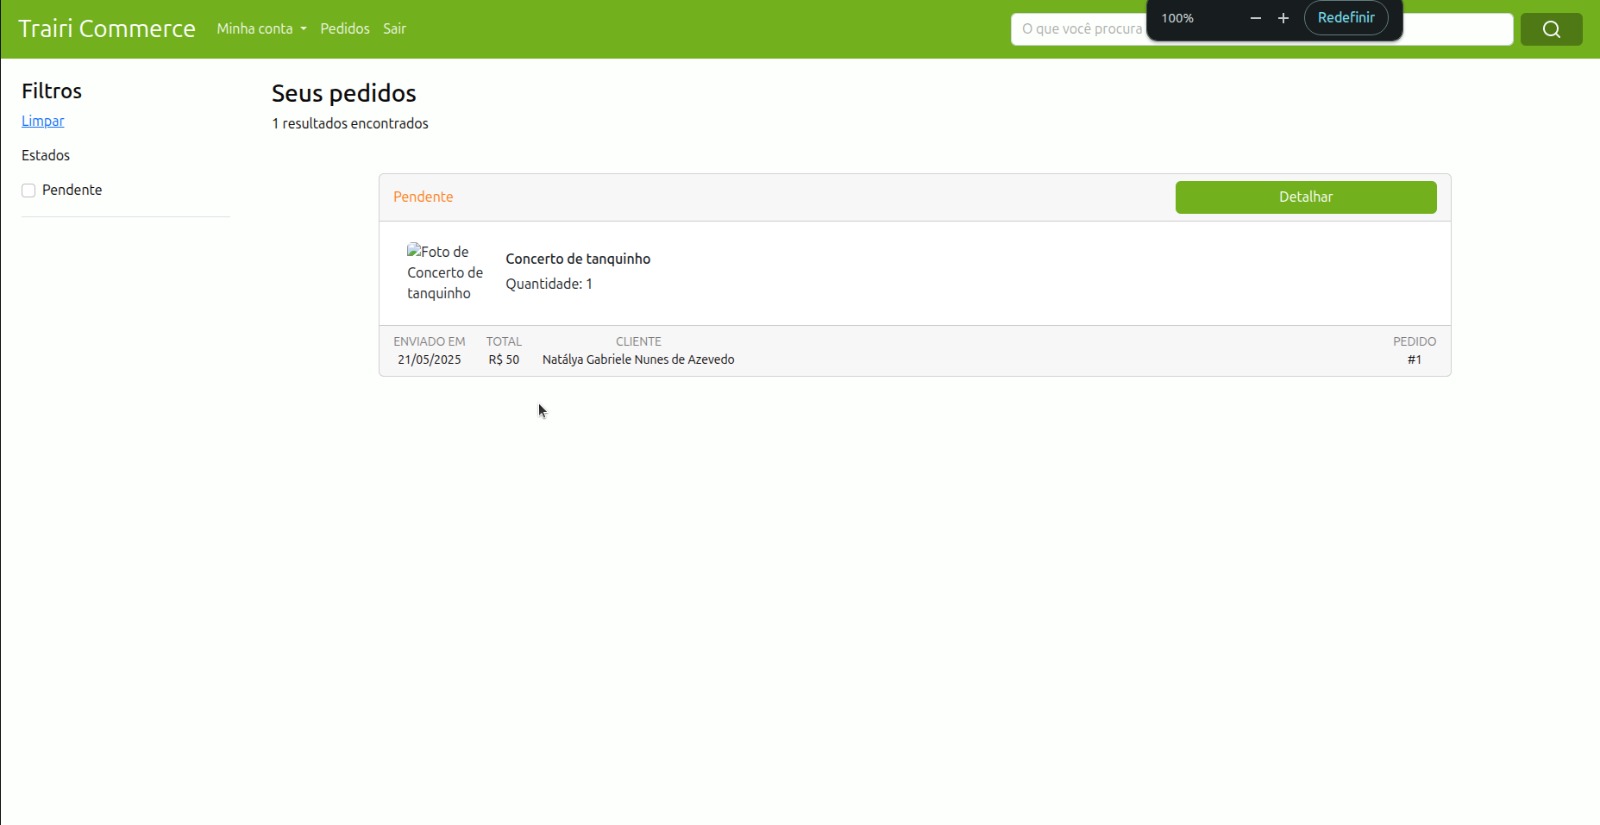 Trairi Commerce
Minha conta
Pedidos
Sair
O que você procura
100%
Redefinir
Filtros
Limpar
Estados
Pendente
Seus pedidos
1 resultados encontrados
Pendente
Detalhar
Foto de
Concerto de
tanquinho
Concerto de tanquinho
Quantidade: 1
ENVIADO EM
21/05/2025
TOTAL
R$ 50
CLIENTE
Natálya Gabriele Nunes de Azevedo
PEDIDO
#1